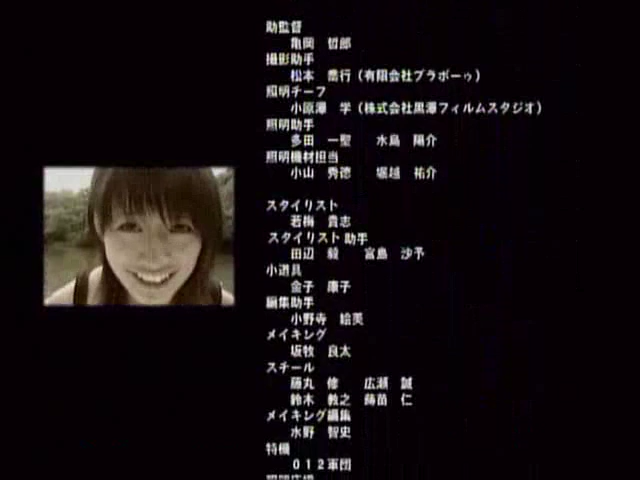 助監督
亀岡 哲郎
撮影助手
松本 喬行(有限会社ブラボーゥ)
照明チーフ
小原澤 学(株式会社黒澤フィルムスタジオ)
照明助手
多田 一聖 水島 陽介
照明機材担当
小山 秀徳 堀越 祐介
スタイリスト
若梅 貴志
スタイリスト助手
田辺 毅 宮島 沙予
小道具
金子 康子
編集助手
小野寺 絵美
メイキング
坂牧 良太
スチール
藤丸 修 広瀬 誠
鈴木 教之 蒔苗 仁
メイキング編集
水野 智史
特機
012軍団